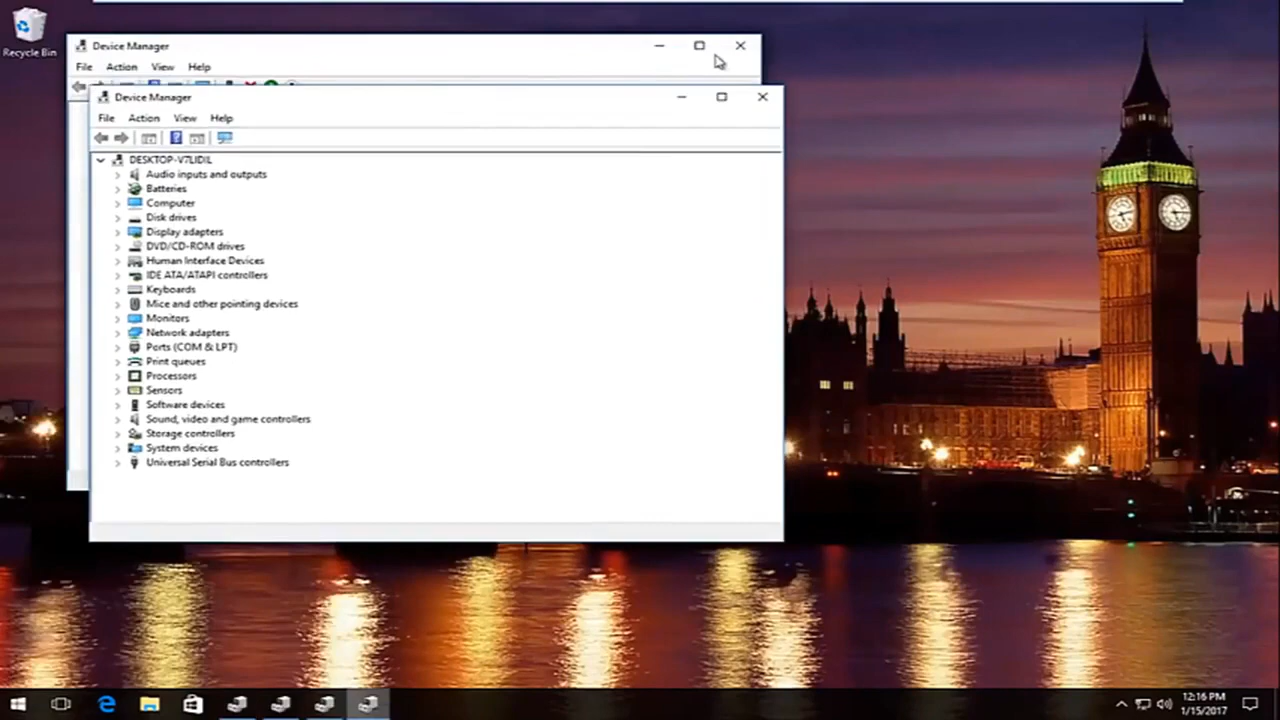 Recycle Bin
Device Manager
File Action View Help
Device Manager
File Action View Help
DESKTOP-V7LIDIL
Audio inputs and outputs
Batteries
Computer
Disk drives
Display adapters
DVD/CD-ROM drives
Human Interface Devices
IDE ATA/ATAPI controllers
Keyboards
Mice and other pointing devices
Monitors
Network adapters
Ports (COM & LPT)
Print queues
Processors
Sensors
Software devices
Sound, video and game controllers
Storage controllers
System devices
Universal Serial Bus controllers
12:16 PM
1/15/2017